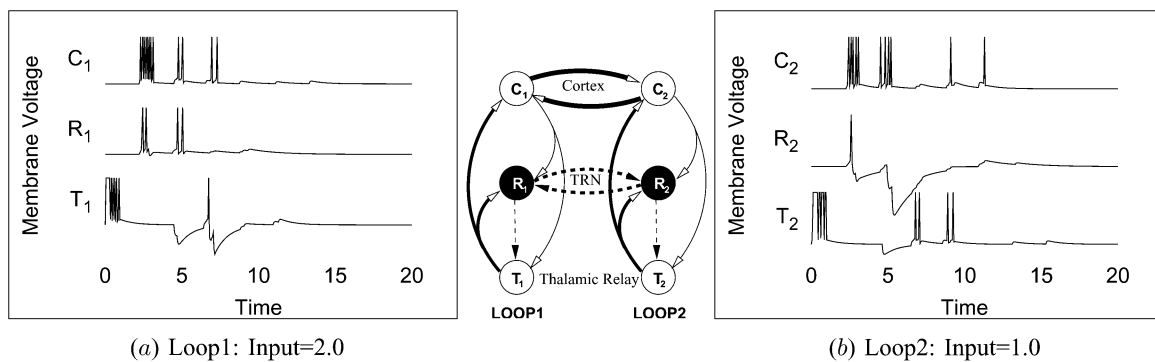 Membrane Voltage
C1
R1
T1
0 5 10 15 20
Time
(a) Loop1: Input=2.0
C1 C2
Cortex
R1 TRN R2
T1 Thalamic Relay T2
LOOP1 LOOP2
Membrane Voltage
C2
R2
T2
0 5 10 15 20
Time
(b) Loop2: Input=1.0